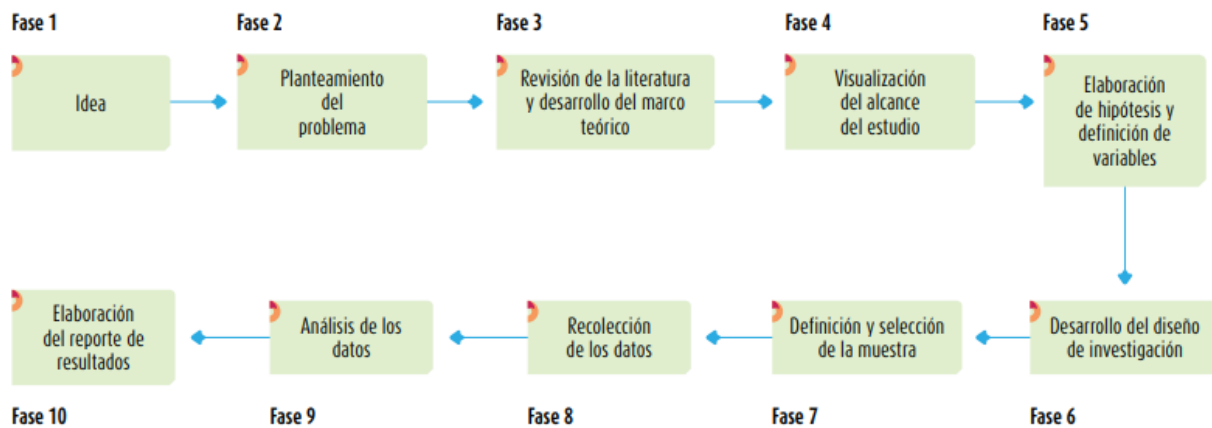 Fase 1
Idea
Fase 2
Planteamiento
del
problema
Fase 3
Revisión de la literatura
y desarrollo del marco
teórico
Fase 4
Visualización
del alcance
del estudio
Fase 5
Elaboración
de hipótesis y
definición de
variables
Desarrollo del diseño
de investigación
Fase 6
Definición y selección
de la muestra
Fase 7
Recolección
de los datos
Fase 8
Análisis de los
datos
Fase 9
Elaboración
del reporte de
resultados
Fase 10